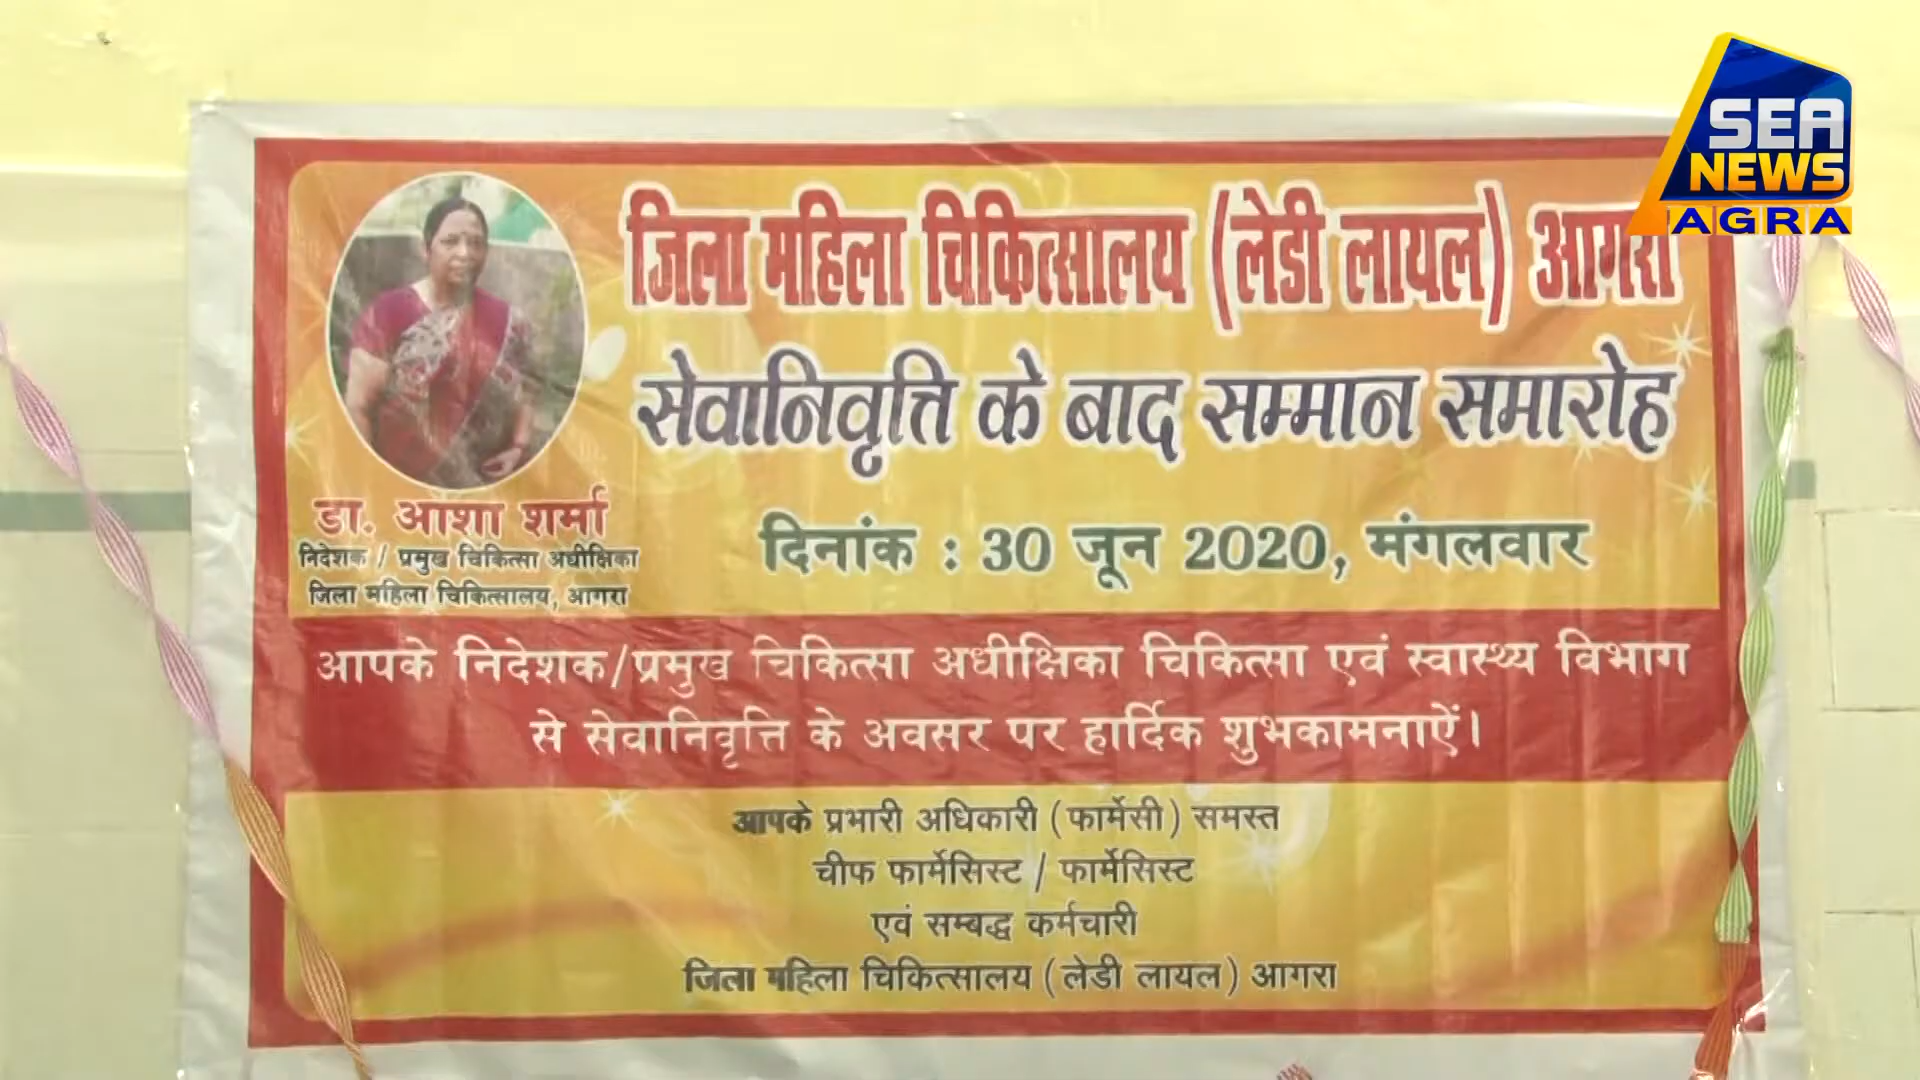 SEA
NEWS
AGRA
जिला महिला चिकित्सालय (लेडी लायल) आगरा
सेवानिवृत्ति के बाद सम्मान समारोह
दिनांक : 30 जून 2020, मंगलवार
डा. आशा शर्मा
निदेशक / प्रमुख चिकित्सा अधीक्षिका
जिला महिला चिकित्सालय, आगरा
आपके निदेशक/प्रमुख चिकित्सा अधीक्षिका चिकित्सा एवं स्वास्थ्य विभाग
से सेवानिवृत्ति के अवसर पर हार्दिक शुभकामनाऐं।
आपके प्रभारी अधिकारी (फार्मेसी) समस्त
चीफ फार्मेसिस्ट / फार्मेसिस्ट
एवं सम्बद्ध कर्मचारी
जिला महिला चिकित्सालय (लेडी लायल) आगरा